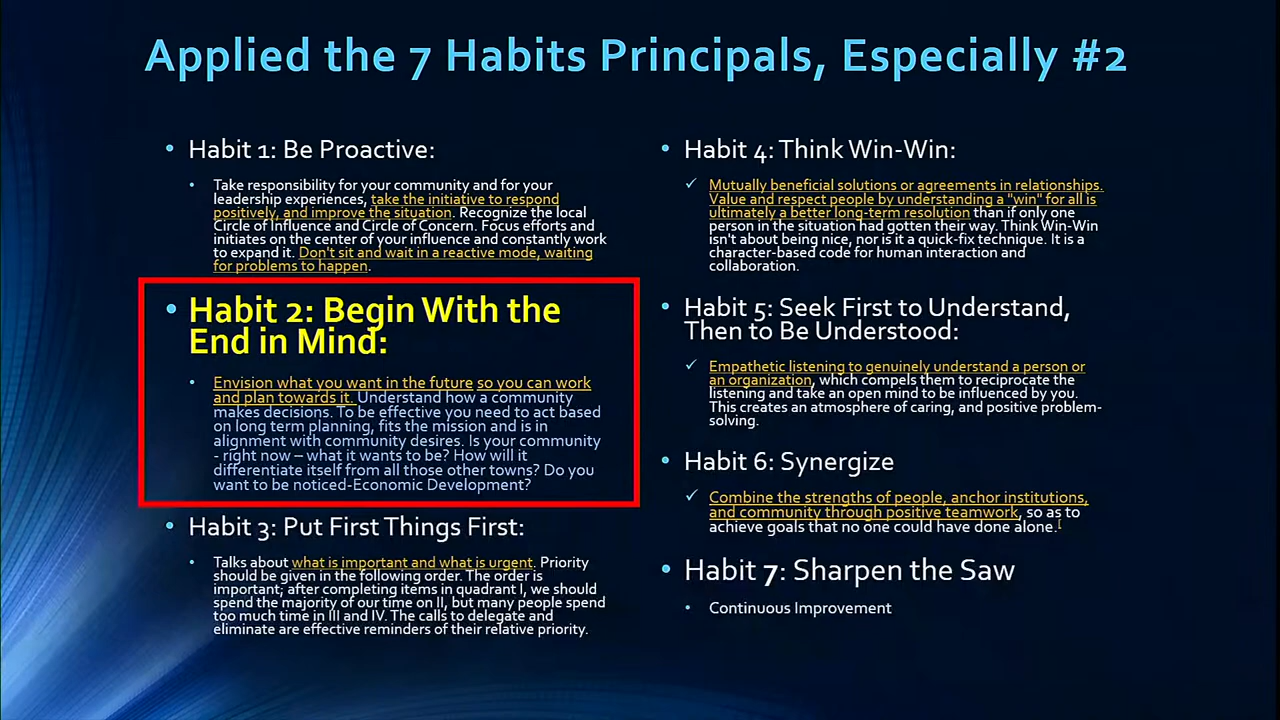 Applied the 7 Habits Principals, Especially #2
• Habit 1: Be Proactive:
• Take responsibility for your community and for your
leadership experiences, take the initiative to respond
positively, and improve the situation. Recognize the local
Circle of Influence and Circle of Concern. Focus efforts and
initiates on the center of your influence and constantly work
to expand it. Don't sit and wait in a reactive mode, waiting
for problems to happen.
• Habit 2: Begin With the
End in Mind:
• Envision what you want in the future so you can work
and plan towards it. Understand how a community
makes decisions. To be effective you need to act based
on long term planning, fits the mission and is in
alignment with community desires. Is your community
- right now – what it wants to be? How will it
differentiate itself from all those other towns? Do you
want to be noticed-Economic Development?
• Habit 3: Put First Things First:
• Talks about what is important and what is urgent. Priority
should be given in the following order. The order is
important; after completing items in quadrant I, we should
spend the majority of our time on II, but many people spend
too much time in III and IV. The calls to delegate and
eliminate are effective reminders of their relative priority.
• Habit 4: Think Win-Win:
✓ Mutually beneficial solutions or agreements in relationships.
Value and respect people by understanding a "win" for all is
ultimately a better long-term resolution than if only one
person in the situation had gotten their way. Think Win-Win
isn't about being nice, nor is it a quick-fix technique. It is a
character-based code for human interaction and
collaboration.
• Habit 5: Seek First to Understand,
Then to Be Understood:
✓ Empathetic listening to genuinely understand a person or
an organization, which compels them to reciprocate the
listening and take an open mind to be influenced by you.
This creates an atmosphere of caring, and positive problem-
solving.
• Habit 6: Synergize
✓ Combine the strengths of people, anchor institutions,
and community through positive teamwork, so as to
achieve goals that no one could have done alone.[
• Habit 7: Sharpen the Saw
• Continuous Improvement